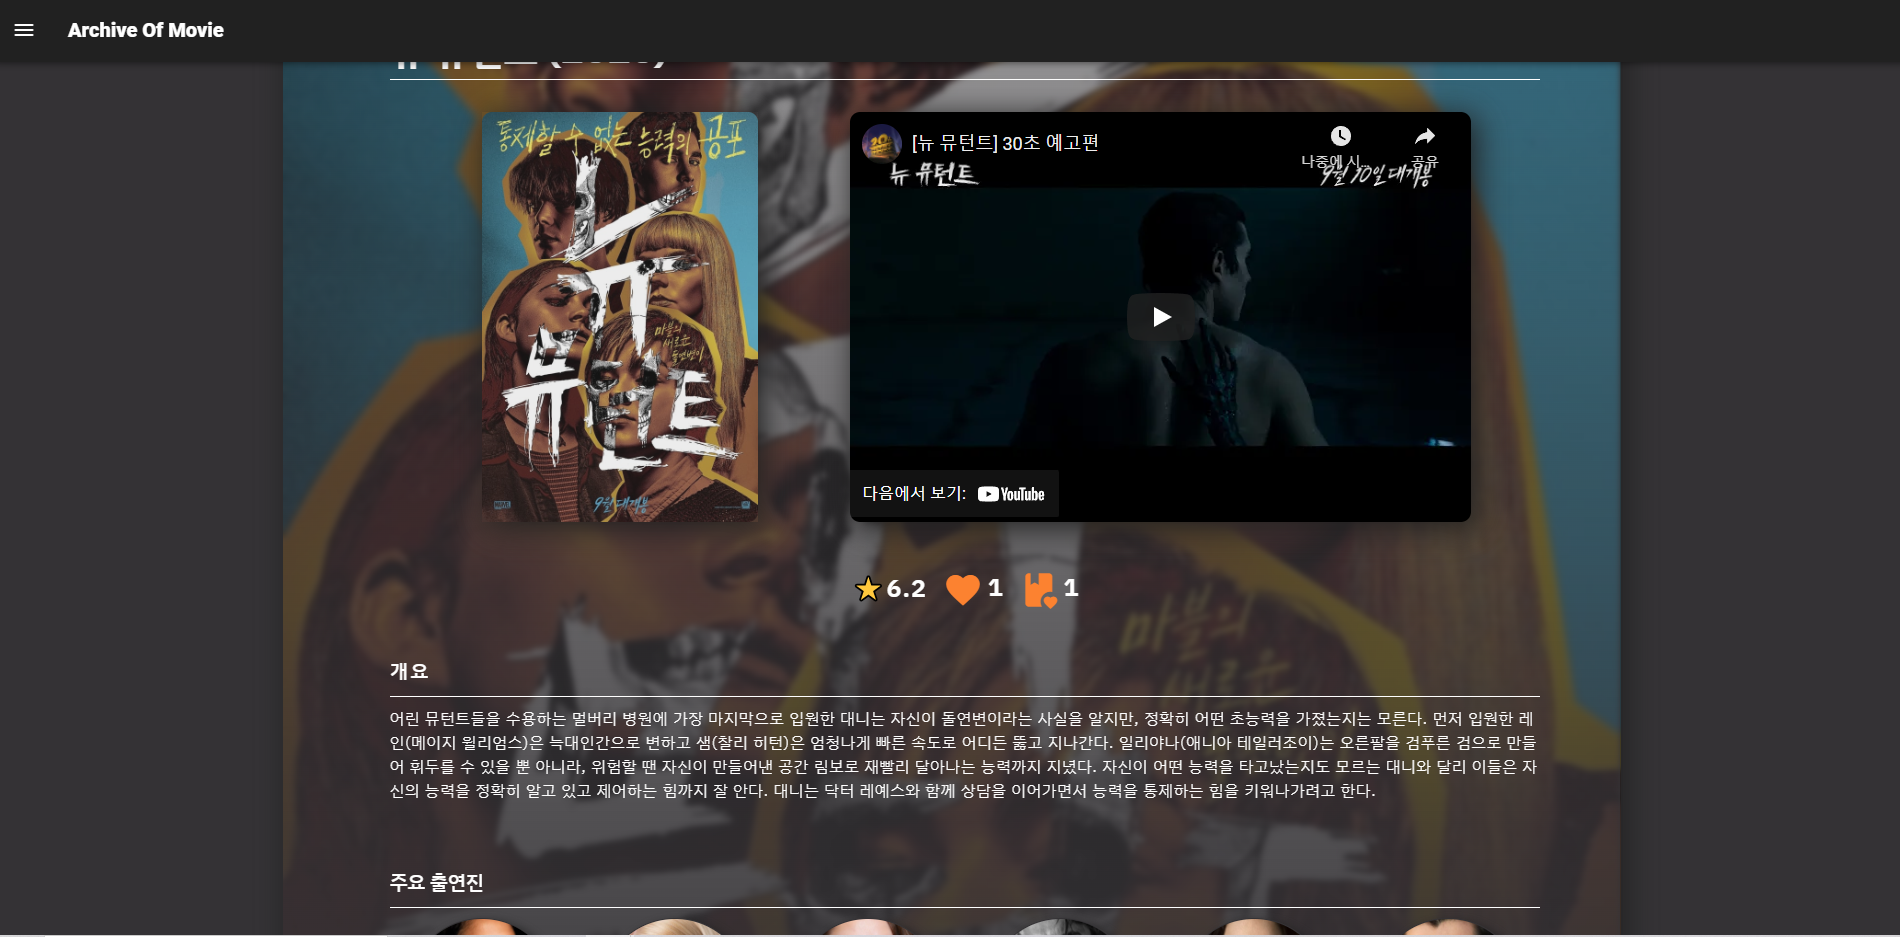 Archive Of Movie
뉴 뮤턴트 (2020)
통제할 수 없는 능력의 공포
뉴
뮤턴트
마블의
새로운
돌연변이
MARVEL
9월 대개봉
[뉴 뮤턴트] 30초 예고편
나중에 시...
공유
뉴 뮤턴트
9월 10일 대개봉
다음에서 보기: YouTube
6.2 1 1
마블의
새로운
개요
어린 뮤턴트들을 수용하는 멀버리 병원에 가장 마지막으로 입원한 대니는 자신이 돌연변이라는 사실을 알지만, 정확히 어떤 초능력을 가졌는지는 모른다. 먼저 입원한 레
인(메이지 윌리엄스)은 늑대인간으로 변하고 샘(찰리 히턴)은 엄청나게 빠른 속도로 어디든 뚫고 지나간다. 일리야나(애니아 테일러조이)는 오른팔을 검푸른 검으로 만들
어 휘두를 수 있을 뿐 아니라, 위험할 땐 자신이 만들어낸 공간 림보로 재빨리 달아나는 능력까지 지녔다. 자신이 어떤 능력을 타고났는지도 모르는 대니와 달리 이들은 자
신의 능력을 정확히 알고 있고 제어하는 힘까지 잘 안다. 대니는 닥터 레예스와 함께 상담을 이어가면서 능력을 통제하는 힘을 키워나가려고 한다.
주요 출연진